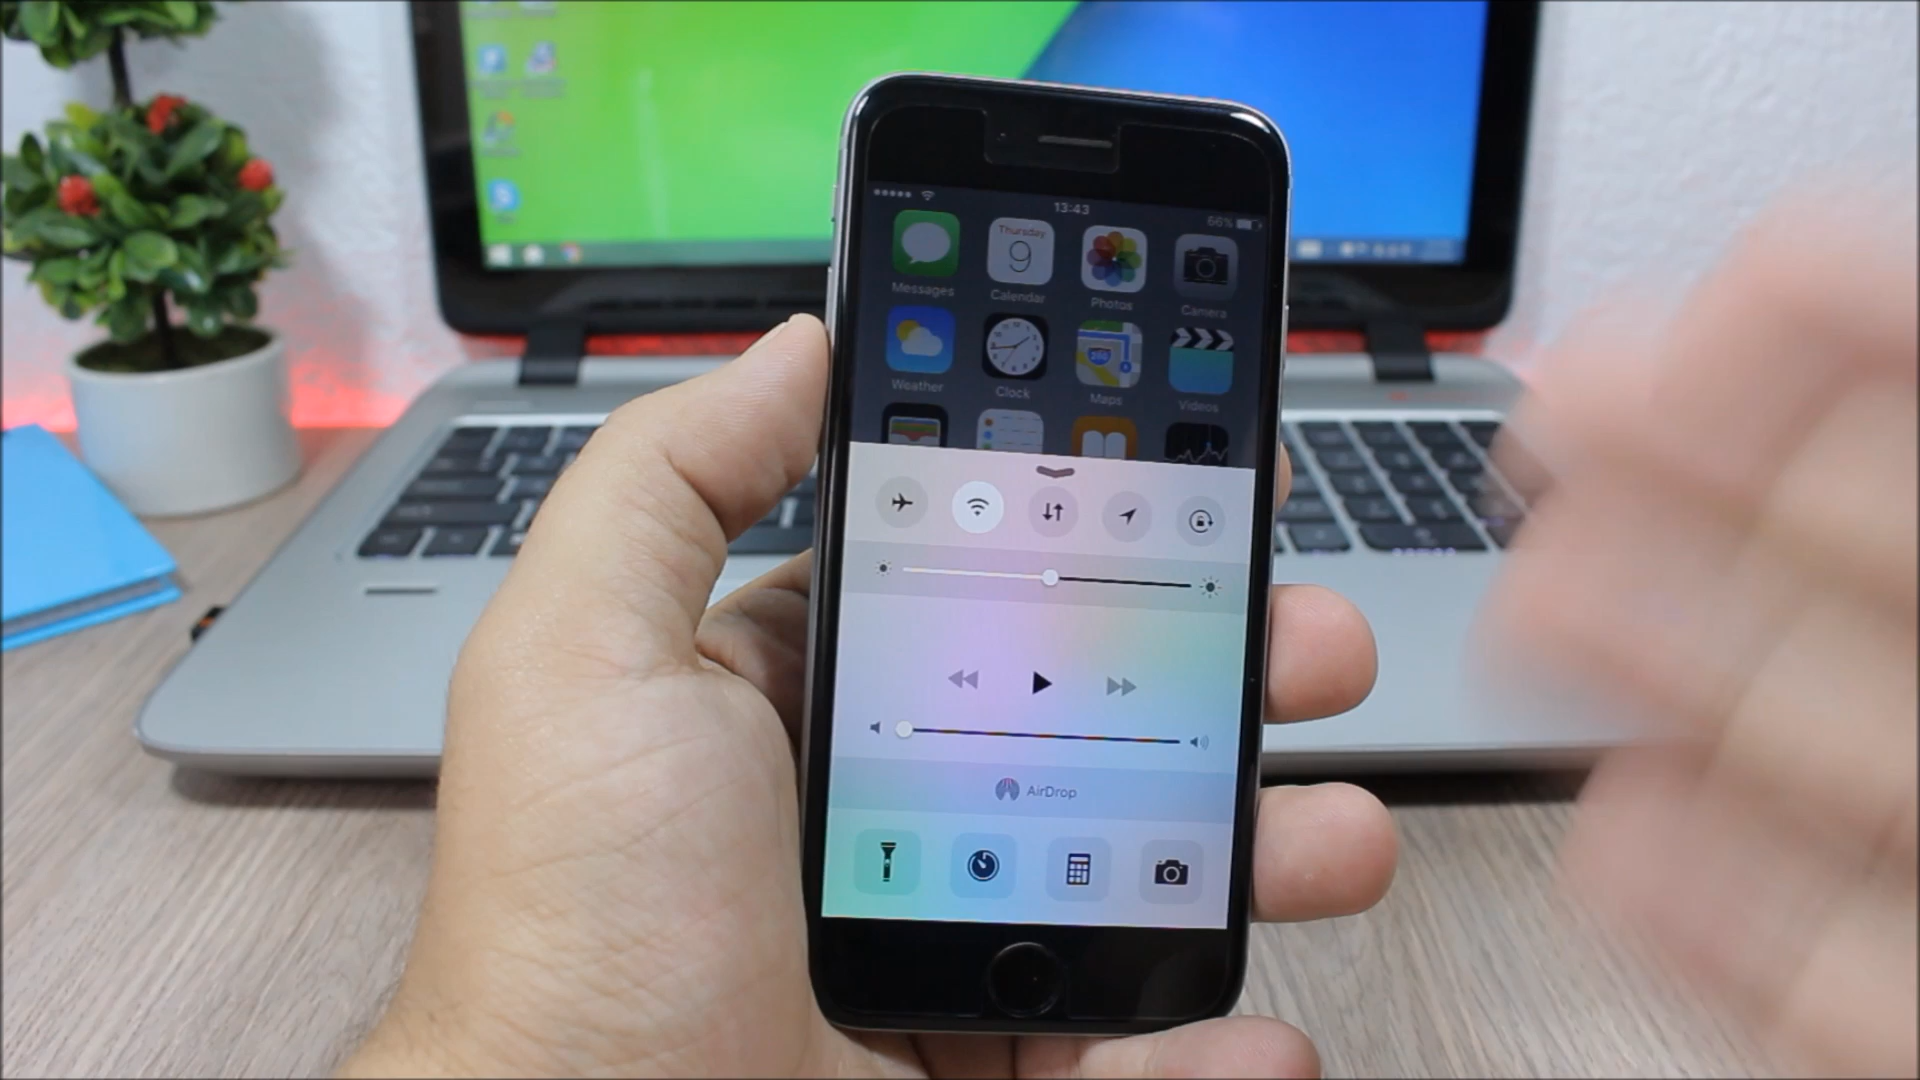 13:43
66%
Thursday
9
Messages
Calendar
Photos
Camera
Weather
Clock
Maps
Videos
AirDrop